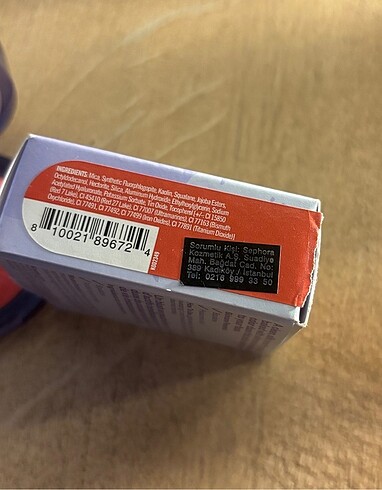 INGREDIENTS: Mica, Synthetic Fluorphlogopite, Kaolin, Squalane, Jojoba Esters,
Octyldodecanol, Hectorite, Silica, Aluminum Hydroxide, Ethylhexylglycerin, Sodium
Acetylated Hyaluronate, Potassium Sorbate, Tin Oxide, Tocopherol [+/-: CI 15850
(Red 7 Lake), CI 45410 (Red 27 Lake), CI 77007 (Ultramarines), CI 77163 (Bismuth
Oxychloride), CI 77491, CI 77492, CI 77499 (Iron Oxides), CI 77891 (Titanium Dioxide)]
8 10021 89672 4
Sorumlu Kişi: Sephora
Kozmetik A.Ş. Suadiye
Mah. Bağdat Cad. No:
389 Kadıköy / İstanbul
Tel: 0216 999 33 50